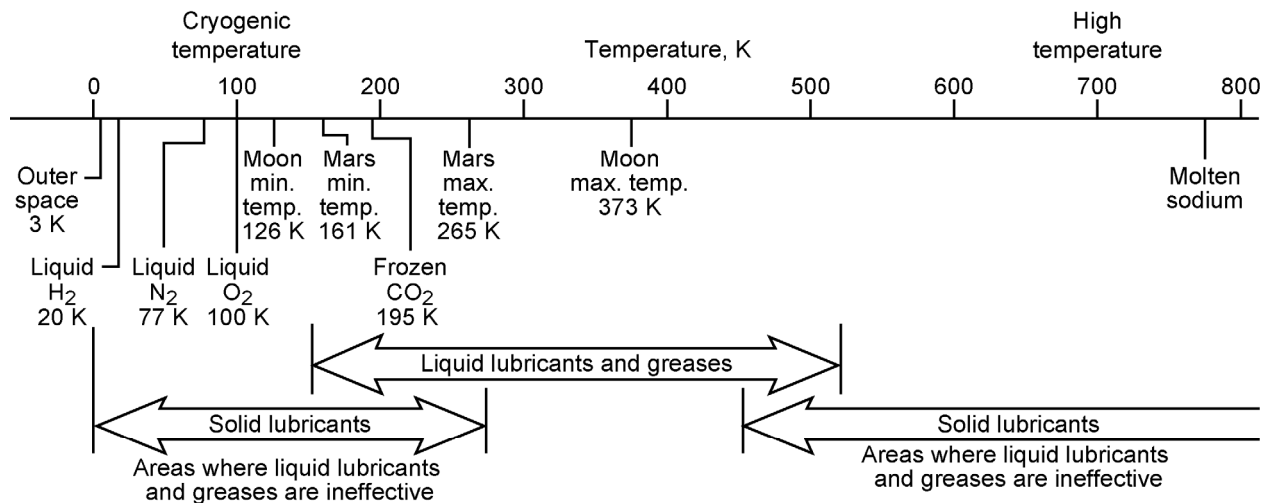 Cryogenic
temperature
Temperature, K
High
temperature
0 100 200 300 400 500 600 700 800
Outer
space
3 K
Liquid
H2
20 K
Liquid
N2
77 K
Liquid
O2
100 K
Moon
min.
temp.
126 K
Mars
min.
temp.
161 K
Frozen
CO2
195 K
Mars
max.
temp.
265 K
Moon
max. temp.
373 K
Molten
sodium
Liquid lubricants and greases
Solid lubricants
Areas where liquid lubricants
and greases are ineffective
Solid lubricants
Areas where liquid lubricants
and greases are ineffective